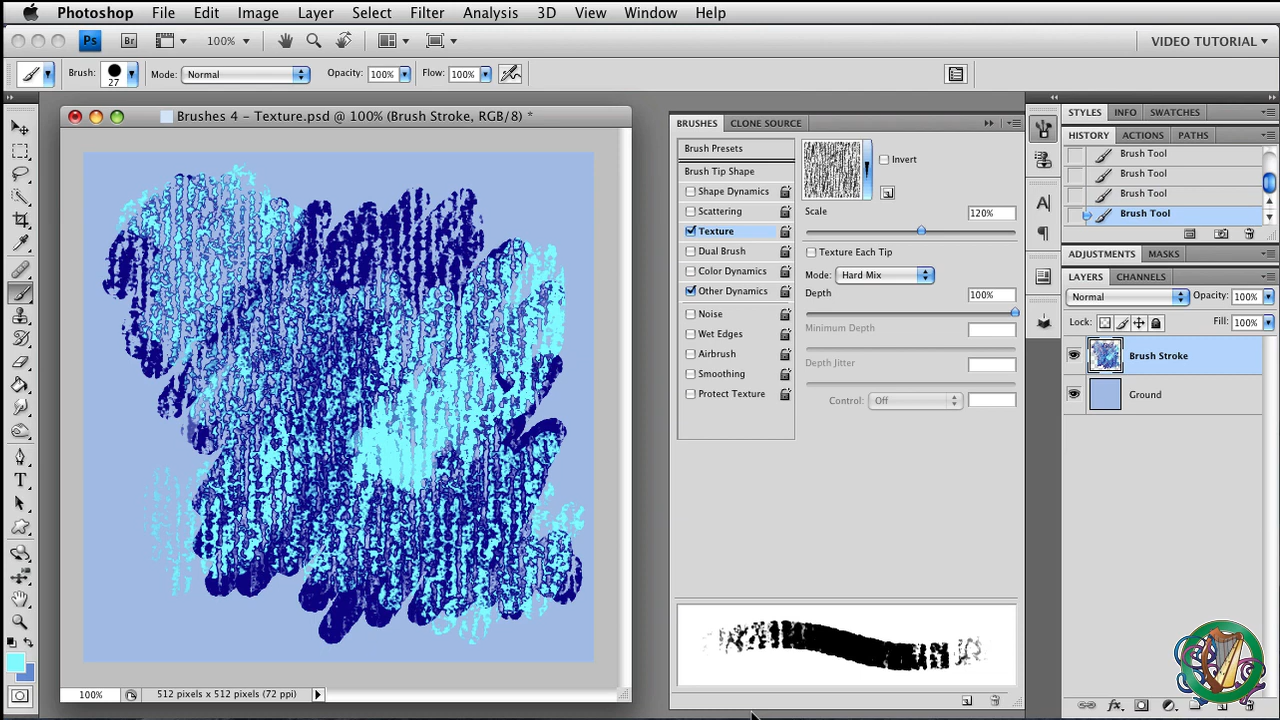 Photoshop File Edit Image Layer Select Filter Analysis 3D View Window Help
Ps Br 100% VIDEO TUTORIAL
Brush: 27 Mode: Normal Opacity: 100% Flow: 100%
Brushes 4 - Texture.psd @ 100% (Brush Stroke, RGB/8) *
100% 512 pixels x 512 pixels (72 ppi)
BRUSHES CLONE SOURCE
Brush Presets
Brush Tip Shape
Shape Dynamics
Scattering
Texture
Dual Brush
Color Dynamics
Other Dynamics
Noise
Wet Edges
Airbrush
Smoothing
Protect Texture
Invert
Scale 120%
Texture Each Tip
Mode: Hard Mix
Depth 100%
Minimum Depth
Depth Jitter
Control: Off
STYLES INFO SWATCHES
HISTORY ACTIONS PATHS
Brush Tool
Brush Tool
Brush Tool
Brush Tool
ADJUSTMENTS MASKS
LAYERS CHANNELS
Normal Opacity: 100%
Lock: Fill: 100%
Brush Stroke
Ground
A
T
fx